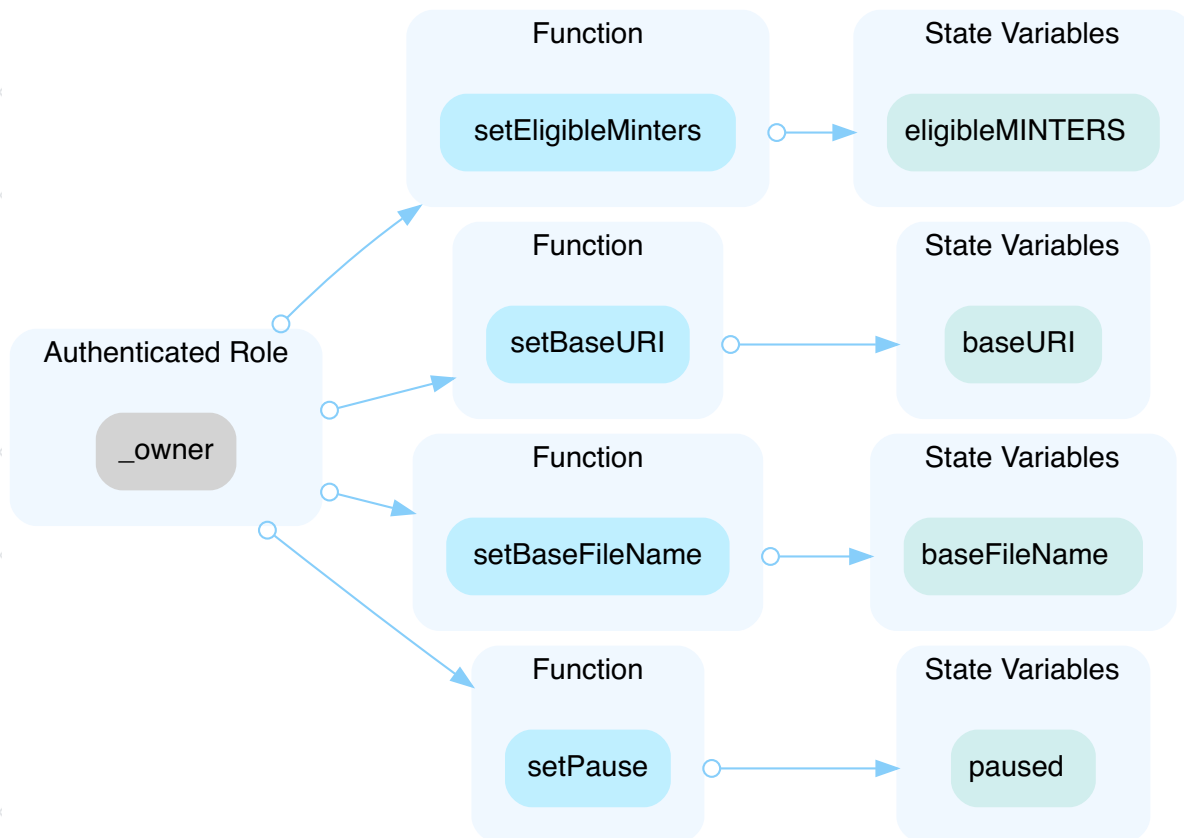 Function
State Variables
setEligibleMinters
eligibleMINTERS
Function
State Variables
setBaseURI
baseURI
Authenticated Role
_owner
Function
State Variables
setBaseFileName
baseFileName
Function
State Variables
setPause
paused